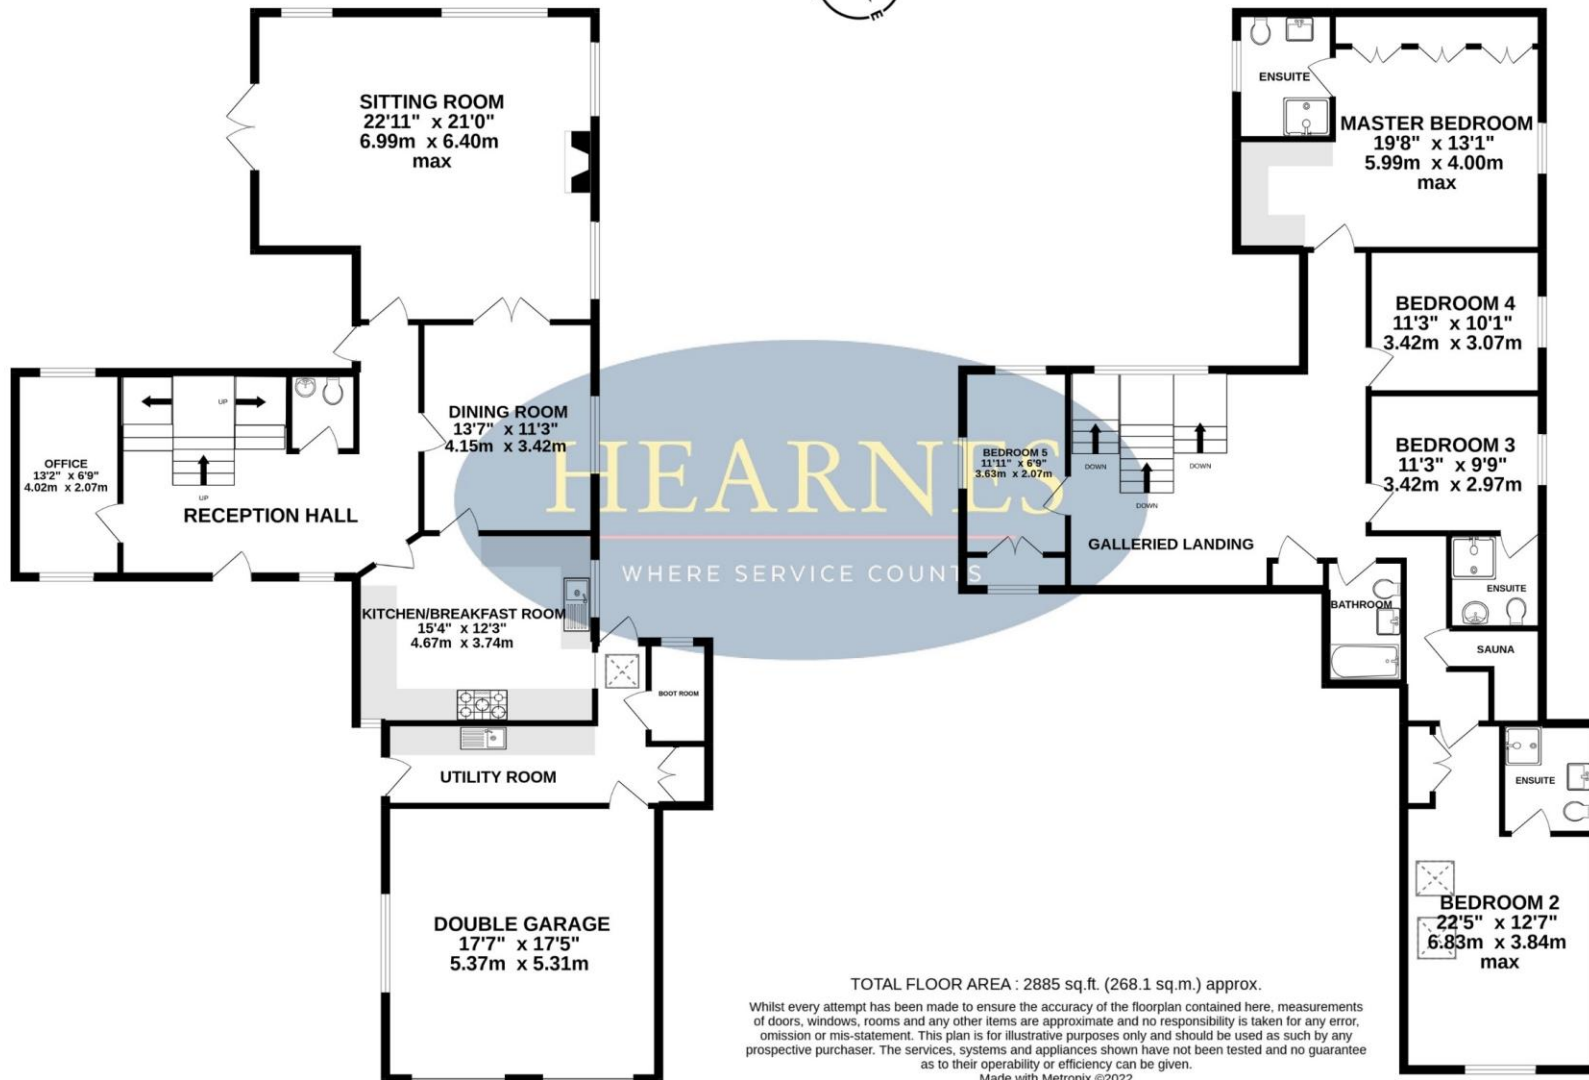 E
SITTING ROOM
22'11" x 21'0"
6.99m x 6.40m
max
DINING ROOM
13'7" x 11'3"
4.15m x 3.42m
OFFICE
13'2" x 6'9"
4.02m x 2.07m
UP
UP
RECEPTION HALL
KITCHEN/BREAKFAST ROOM
15'4" x 12'3"
4.67m x 3.74m
BOOT ROOM
UTILITY ROOM
DOUBLE GARAGE
17'7" x 17'5"
5.37m x 5.31m
HEARNES
WHERE SERVICE COUNTS
ENSUITE
MASTER BEDROOM
19'8" x 13'1"
5.99m x 4.00m
max
BEDROOM 4
11'3" x 10'1"
3.42m x 3.07m
BEDROOM 3
11'3" x 9'9"
3.42m x 2.97m
BEDROOM 5
11'11" x 6'9"
3.63m x 2.07m
DOWN
DOWN
DOWN
GALLERIED LANDING
BATHROOM
ENSUITE
SAUNA
ENSUITE
BEDROOM 2
22'5" x 12'7"
6.83m x 3.84m
max
TOTAL FLOOR AREA : 2885 sq.ft. (268.1 sq.m.) approx.
Whilst every attempt has been made to ensure the accuracy of the floorplan contained here, measurements
of doors, windows, rooms and any other items are approximate and no responsibility is taken for any error,
omission or mis-statement. This plan is for illustrative purposes only and should be used as such by any
prospective purchaser. The services, systems and appliances shown have not been tested and no guarantee
as to their operability or efficiency can be given.
Made with Metropix ©2022